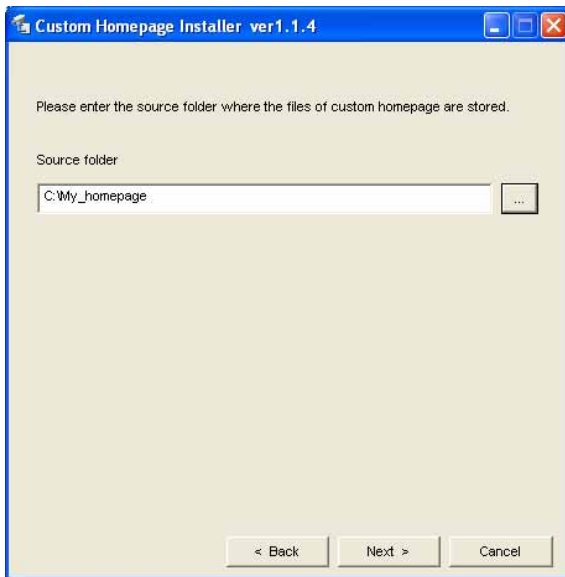 Custom Homepage Installer ver1.1.4
Please enter the source folder where the files of custom homepage are stored.
Source folder
C:\My_homepage
...
< Back
Next >
Cancel